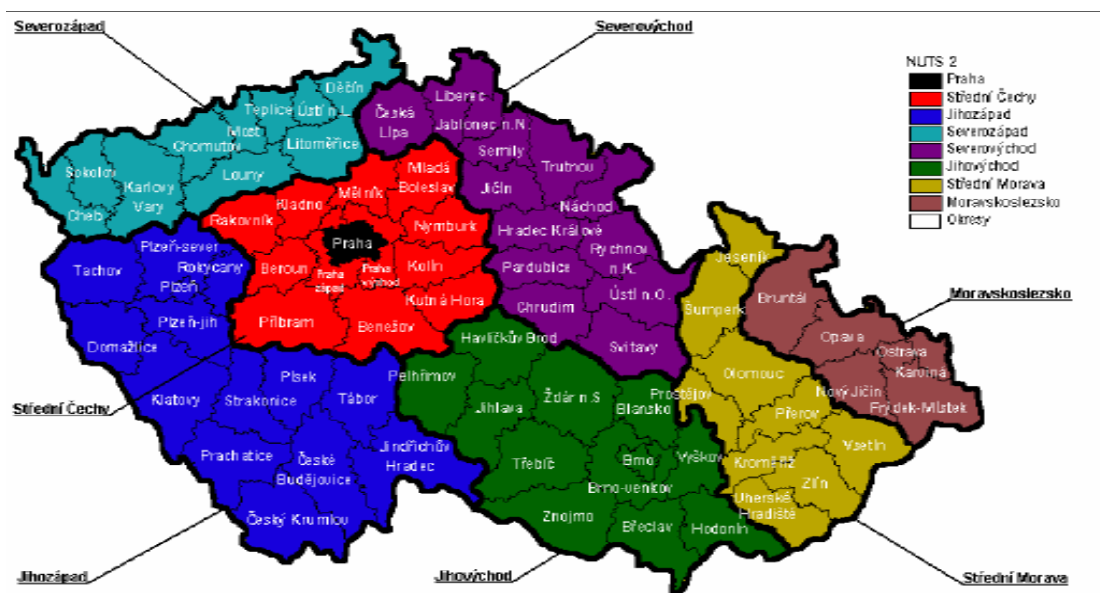 Severozápad
Severovýchod
NUTS 2
Praha
Střední Čechy
Jihozápad
Severozápad
Severovýchod
Jihovýchod
Střední Morava
Moravskoslezsko
Okresy
Děčín
Teplice
Ústí n.L.
Most
Chomutov
Litoměřice
Sokolov
Karlovy
Vary
Louny
Cheb
Česká
Lípa
Liberec
Jablonec n.N.
Semily
Trutnov
Jičín
Náchod
Hradec Králové
Rychnov
n.K.
Pardubice
Ústí n.O.
Chrudim
Svitavy
Mladá
Boleslav
Mělník
Kladno
Rakovník
Nymburk
Praha
Beroun
Praha
západ
Praha
východ
Kolín
Kutná Hora
Příbram
Benešov
Plzeň-sever
Tachov
Rokycany
Plzeň
Plzeň-jih
Domažlice
Klatovy
Písek
Strakonice
Tábor
Prachatice
České
Budějovice
Jindřichův
Hradec
Český Krumlov
Havlíčkův Brod
Pelhřimov
Jihlava
Žďár n.S
Blansko
Třebíč
Brno
Vyškov
Brno-venkov
Znojmo
Břeclav
Hodonín
Jeseník
Šumperk
Olomouc
Prostějov
Přerov
Kroměříž
Vsetín
Zlín
Uherské
Hradiště
Bruntál
Opava
Ostrava
Karviná
Nový Jičín
Frýdek-Místek
Moravskoslezsko
Střední Čechy
Jihozápad
Jihovýchod
Střední Morava